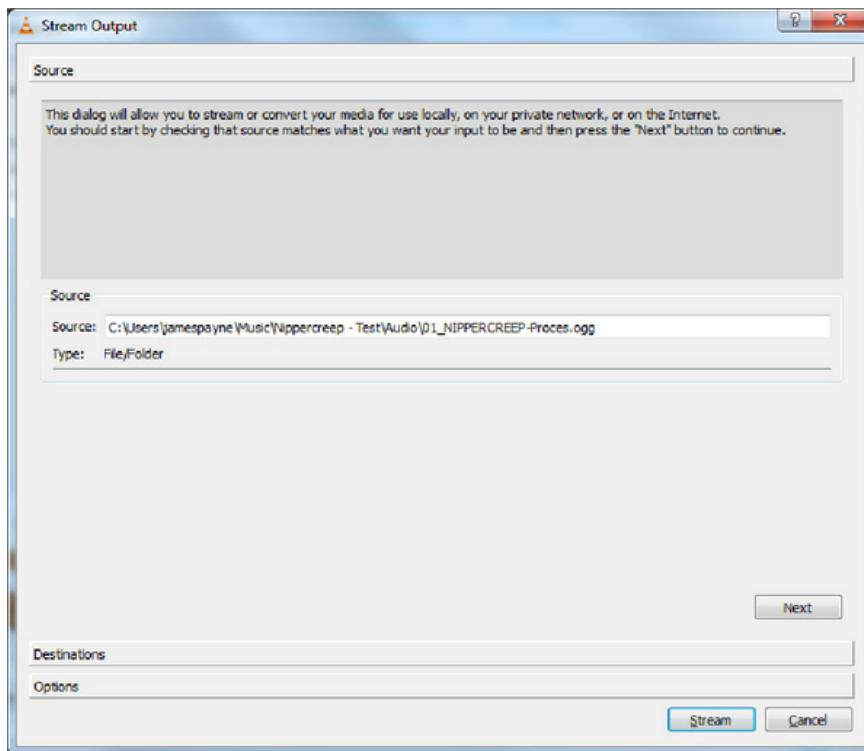 Stream Output
Source
This dialog will allow you to stream or convert your media for use locally, on your private network, or on the Internet.
You should start by checking that source matches what you want your input to be and then press the "Next" button to continue.
Source
Source: C:\Users\jamespayne\Music\Nippercreep - Test\Audio\01_NIPPERCREEP-Proces.ogg
Type: File/Folder
Next
Destinations
Options
Stream Cancel